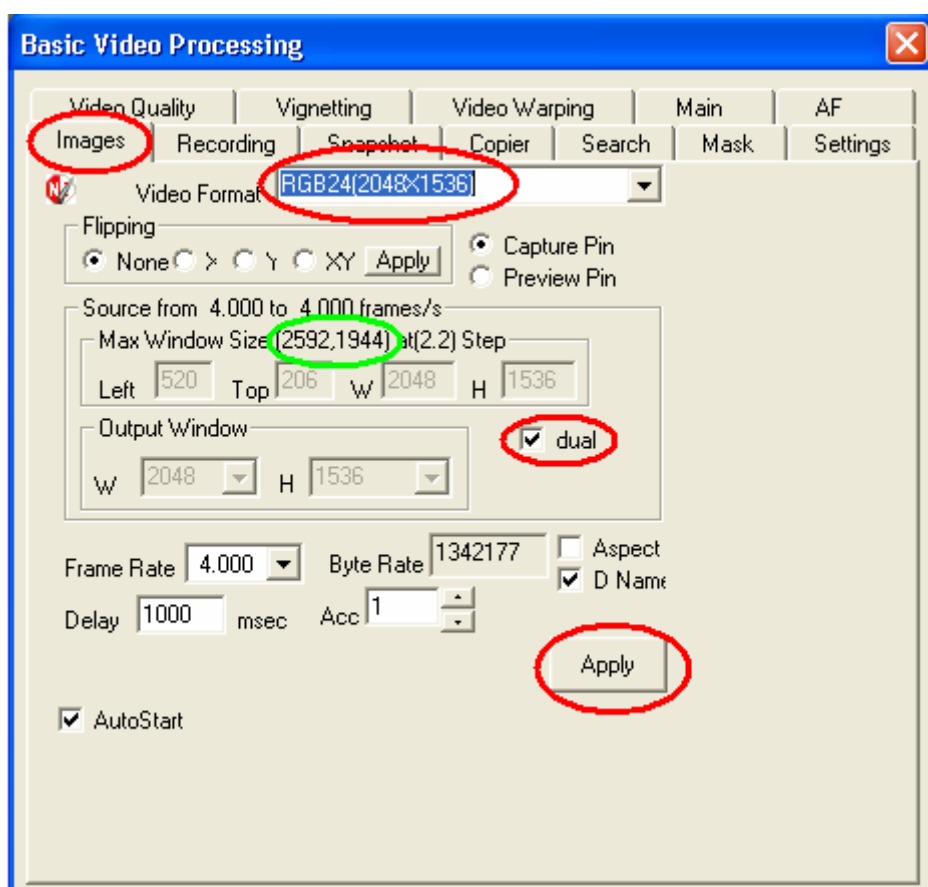 Basic Video Processing
Video Quality Vignetting Video Warping Main AF
Images Recording Snapshot Copier Search Mask Settings
Video Format RGB24(2048X1536)
Flipping
None X Y XY Apply
Capture Pin
Preview Pin
Source from 4.000 to 4.000 frames/s
Max Window Size (2592,1944) at(2.2) Step
Left 520 Top 206 W 2048 H 1536
Output Window
dual
W 2048 H 1536
Frame Rate 4.000 Byte Rate 1342177 Aspect
D Name
Delay 1000 msec Acc 1
Apply
AutoStart